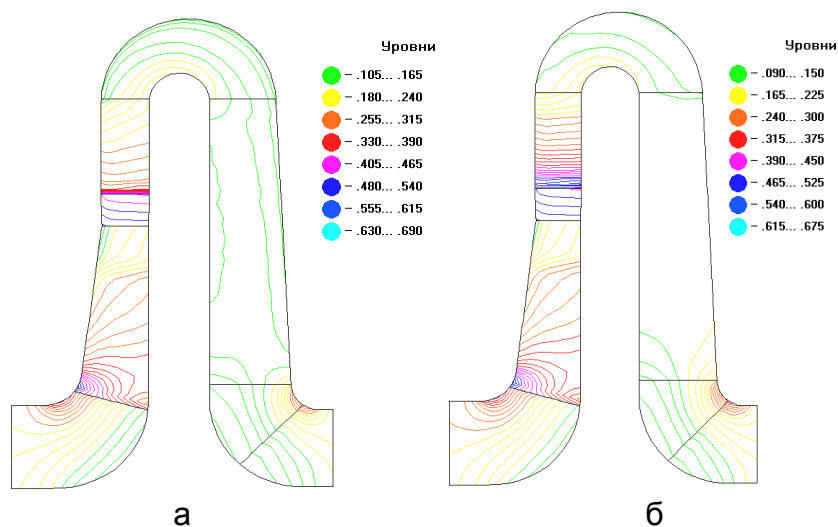 Уровни
– .105... .165
– .180... .240
– .255... .315
– .330... .390
– .405... .465
– .480... .540
– .555... .615
– .630... .690
а
Уровни
– .090... .150
– .165... .225
– .240... .300
– .315... .375
– .390... .450
– .465... .525
– .540... .600
– .615... .675
б